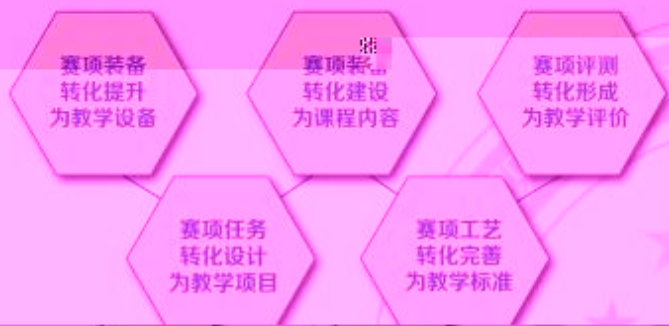 赛项装备
转化提升
为教学设备
赛项装
转化建设
为课程内容
赛项评测
转化形成
为教学评价
赛项任务
转化设计
为教学项目
赛项工艺
转化完善
为教学标准